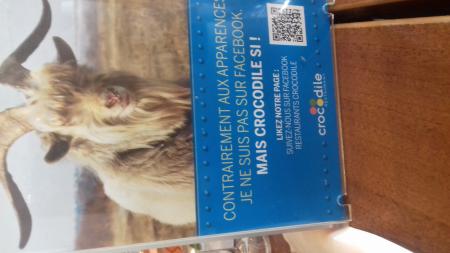 CONTRAIREMENT AUX APPARENCES
JE NE SUIS PAS SUR FACEBOOK.
MAIS CROCODILE SI !
LIKEZ NOTRE PAGE :
SUIVEZ-NOUS SUR FACEBOOK
RESTAURANTS CROCODILE
crocodile